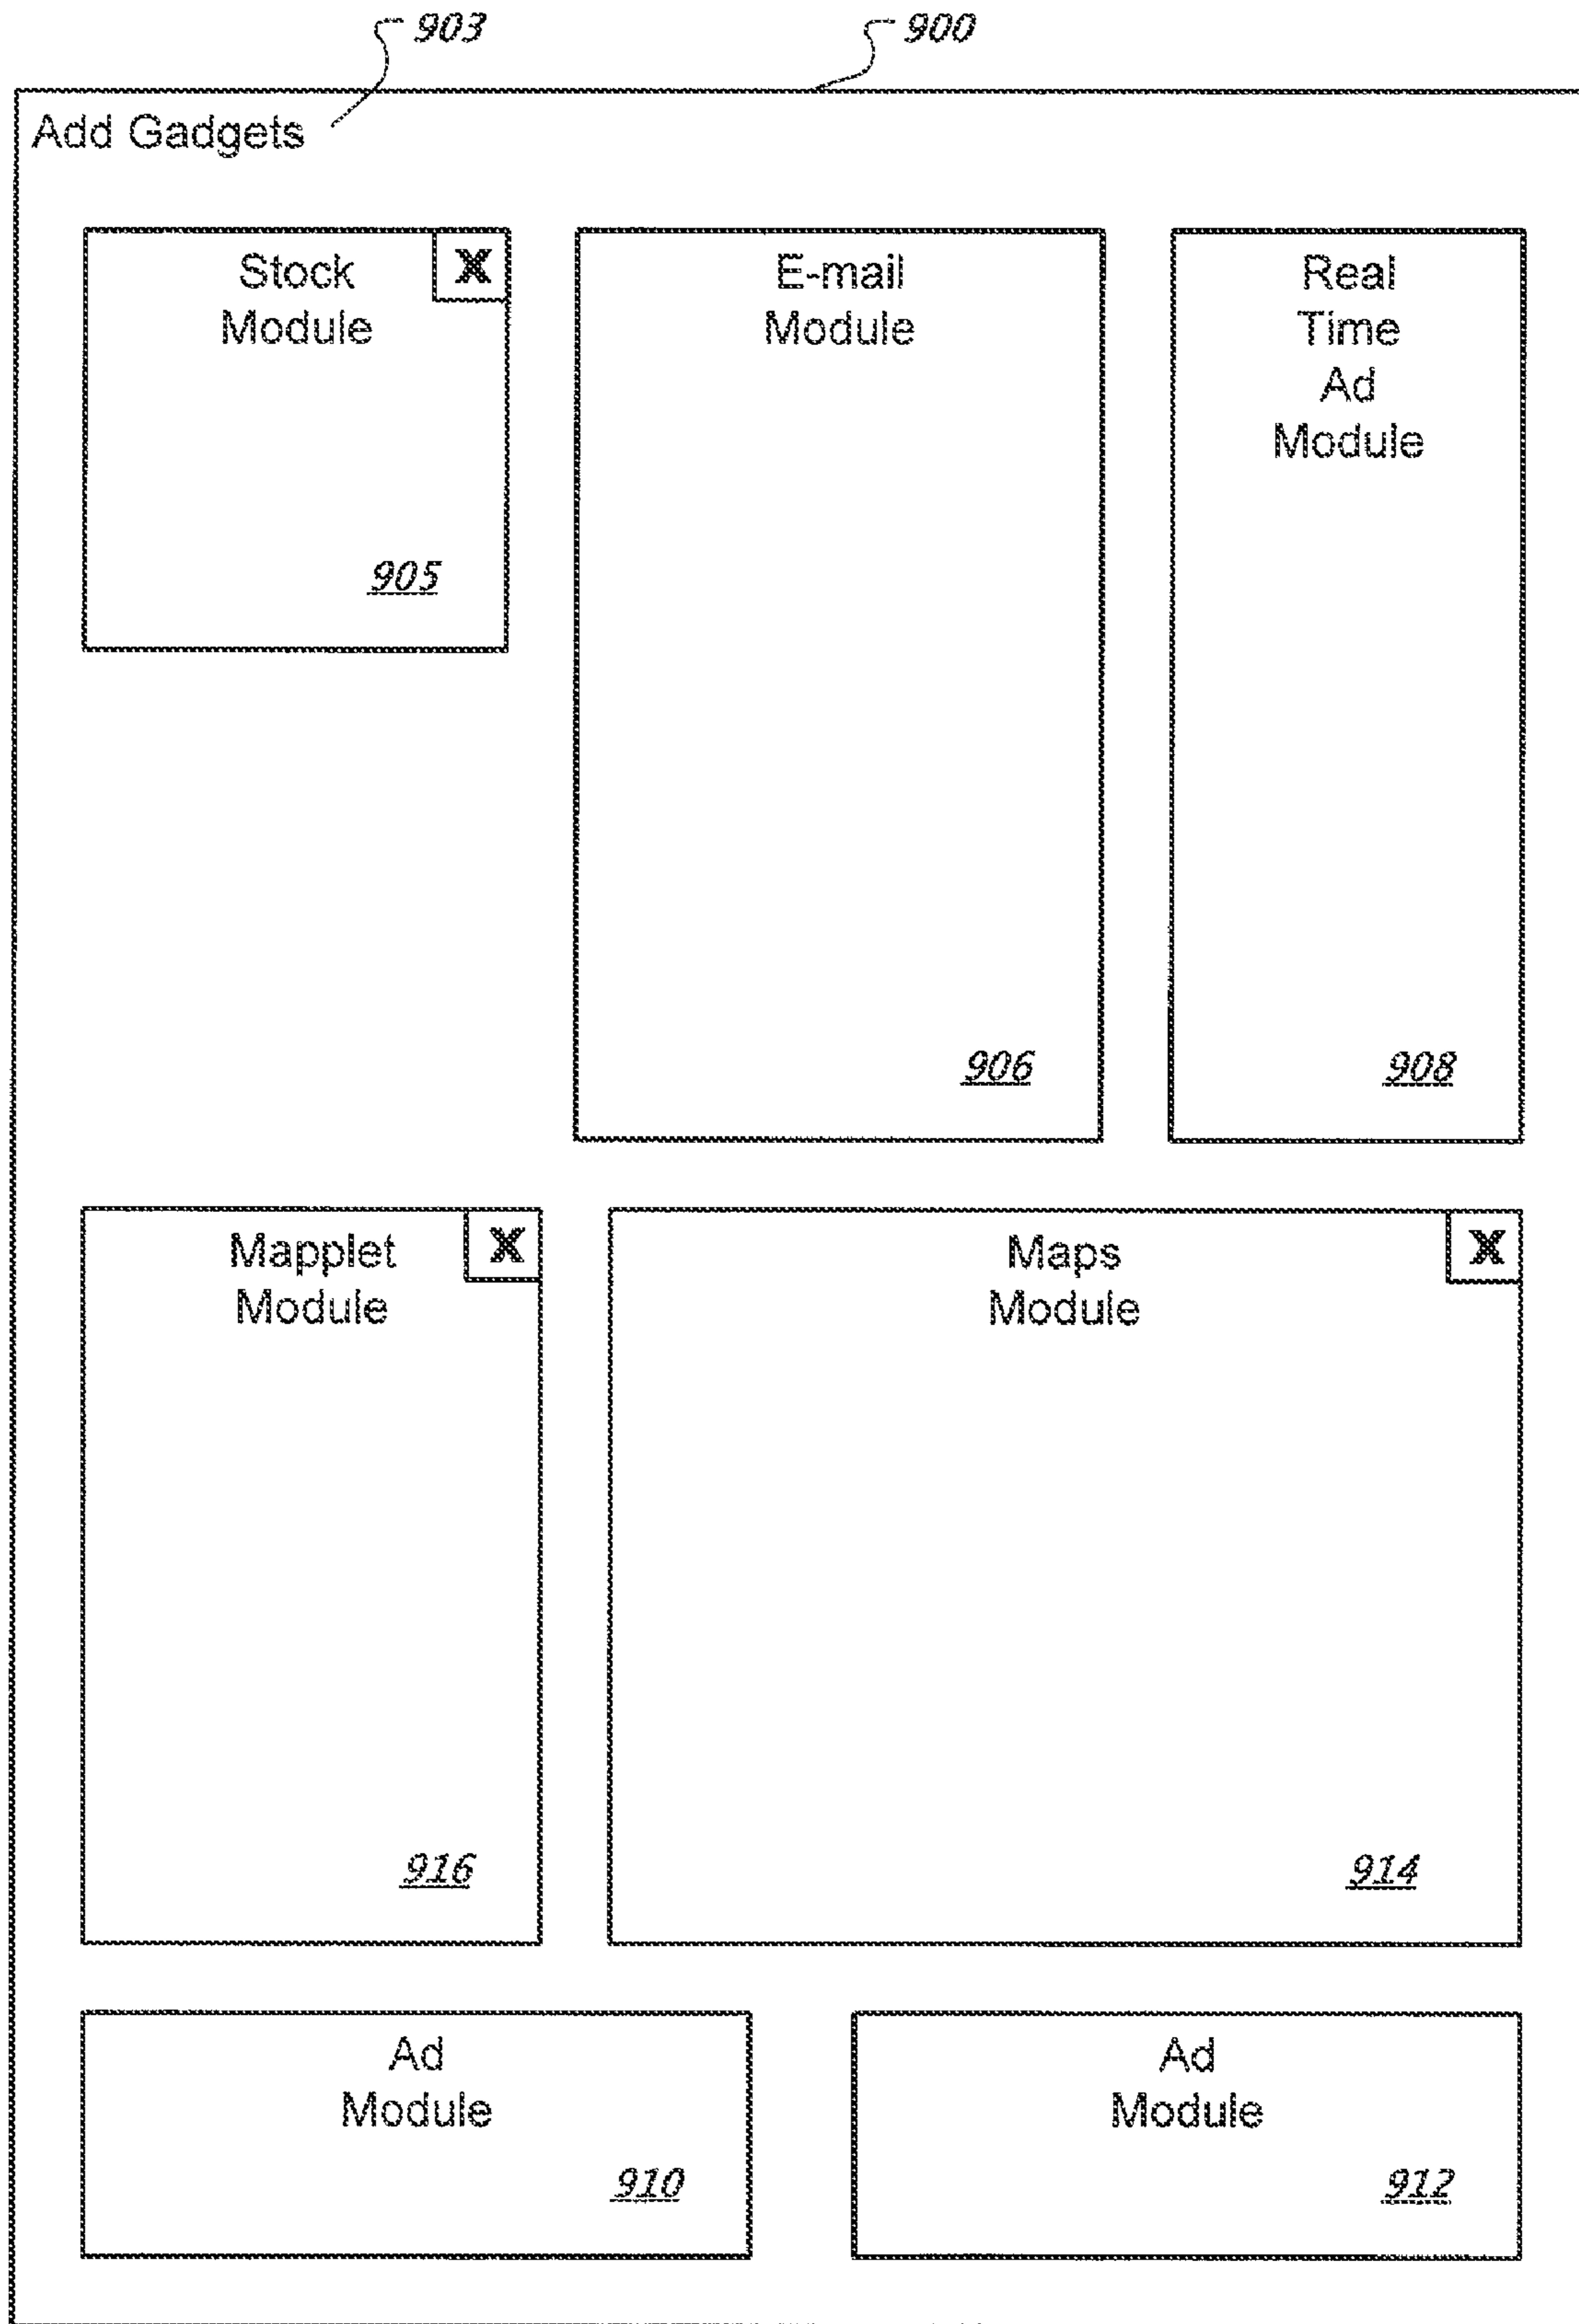 903
900
Add Gadgets
Stock
Module
X
905
E-mail
Module
906
Real
Time
Ad
Module
908
Mapplet
Module
X
916
Maps
Module
X
914
Ad
Module
910
Ad
Module
912